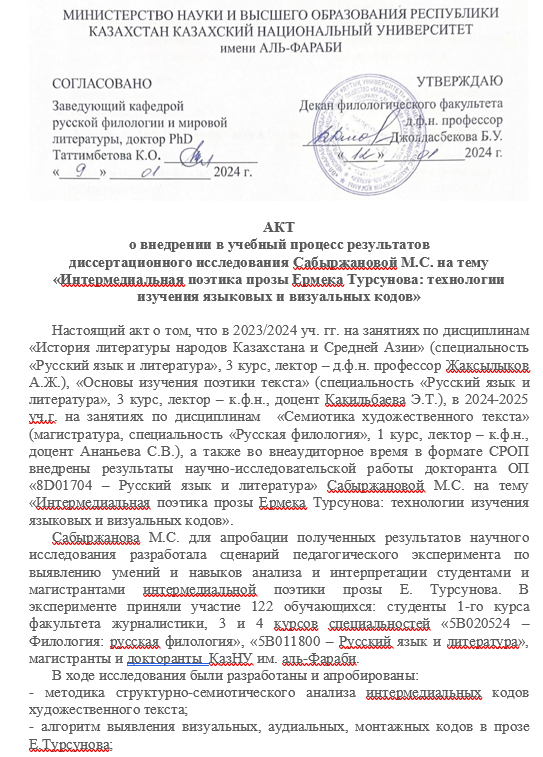 МИНИСТЕРСТВО НАУКИ И ВЫСШЕГО ОБРАЗОВАНИЯ РЕСПУБЛИКИ
КАЗАХСТАН КАЗАХСКИЙ НАЦИОНАЛЬНЫЙ УНИВЕРСИТЕТ
имени АЛЬ-ФАРАБИ
СОГЛАСОВАНО
Заведующий кафедрой
русской филологии и мировой
литературы, доктор PhD
Таттимбетова К.О.
« 9 » 01 2024 г.
УТВЕРЖДАЮ
Декан филологического факультета
д.ф.н. профессор
Джолдасбекова Б.У.
« 12 » 01 2024 г.
АКТ
о внедрении в учебный процесс результатов
диссертационного исследования Сабыржановой М.С. на тему
«Интермедиальная поэтика прозы Ермека Турсунова: технологии
изучения языковых и визуальных кодов»
Настоящий акт о том, что в 2023/2024 уч. гг. на занятиях по дисциплинам
«История литературы народов Казахстана и Средней Азии» (специальность
«Русский язык и литература», 3 курс, лектор – д.ф.н. профессор Жаксылыков
А.Ж.), «Основы изучения поэтики текста» (специальность «Русский язык и
литература», 3 курс, лектор – к.ф.н., доцент Какильбаева Э.Т.), в 2024-2025
уч.г. на занятиях по дисциплинам «Семиотика художественного текста»
(магистратура, специальность «Русская филология», 1 курс, лектор – к.ф.н.,
доцент Ананьева С.В.), а также во внеаудиторное время в формате СРОП
внедрены результаты научно-исследовательской работы докторанта ОП
«8D01704 – Русский язык и литература» Сабыржановой М.С. на тему
«Интермедиальная поэтика прозы Ермека Турсунова: технологии изучения
языковых и визуальных кодов».
Сабыржанова М.С. для апробации полученных результатов научного
исследования разработала сценарий педагогического эксперимента по
выявлению умений и навыков анализа и интерпретации студентами и
магистрантами интермедиальной поэтики прозы Е. Турсунова. В
эксперименте приняли участие 122 обучающихся: студенты 1-го курса
факультета журналистики, 3 и 4 курсов специальностей «5В020524 –
Филология: русская филология», «5В011800 – Русский язык и литература»,
магистранты и докторанты КазНУ им. аль-Фараби.
В ходе исследования были разработаны и апробированы:
- методика структурно-семиотического анализа интермедиальных кодов
художественного текста;
- алгоритм выявления визуальных, аудиальных, монтажных кодов в прозе
Е.Турсунова;